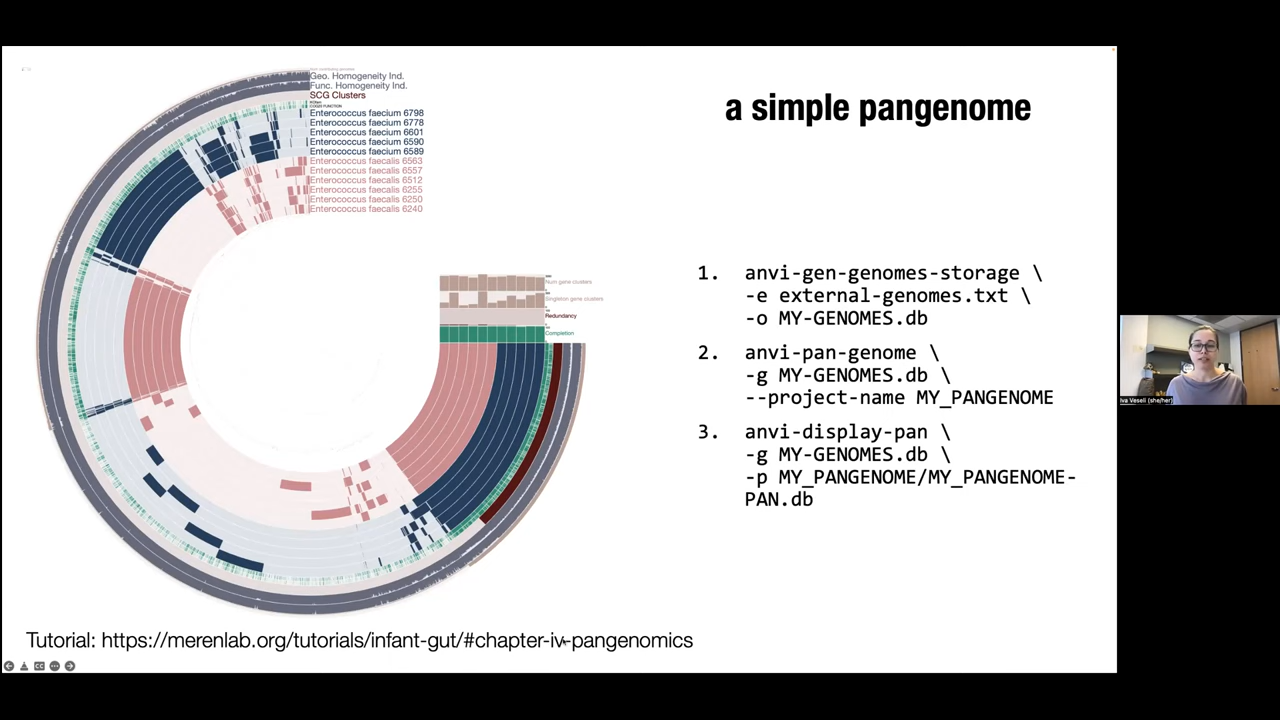 Geo. Homogeneity Ind.
Func. Homogeneity Ind.
SCG Clusters
Enterococcus faecium 6798
Enterococcus faecium 6778
Enterococcus faecium 6601
Enterococcus faecium 6590
Enterococcus faecium 6589
Enterococcus faecalis 6563
Enterococcus faecalis 6557
Enterococcus faecalis 6512
Enterococcus faecalis 6255
Enterococcus faecalis 6250
Enterococcus faecalis 6240
Num gene clusters
Singleton gene clusters
Redundancy
Completion
a simple pangenome
1. anvi-gen-genomes-storage \
-e external-genomes.txt \
-o MY-GENOMES.db
2. anvi-pan-genome \
-g MY-GENOMES.db \
--project-name MY_PANGENOME
3. anvi-display-pan \
-g MY-GENOMES.db \
-p MY_PANGENOME/MY_PANGENOME-
PAN.db
Iva Veseli (she/her)
Tutorial: https://merenlab.org/tutorials/infant-gut/#chapter-iv-pangenomics